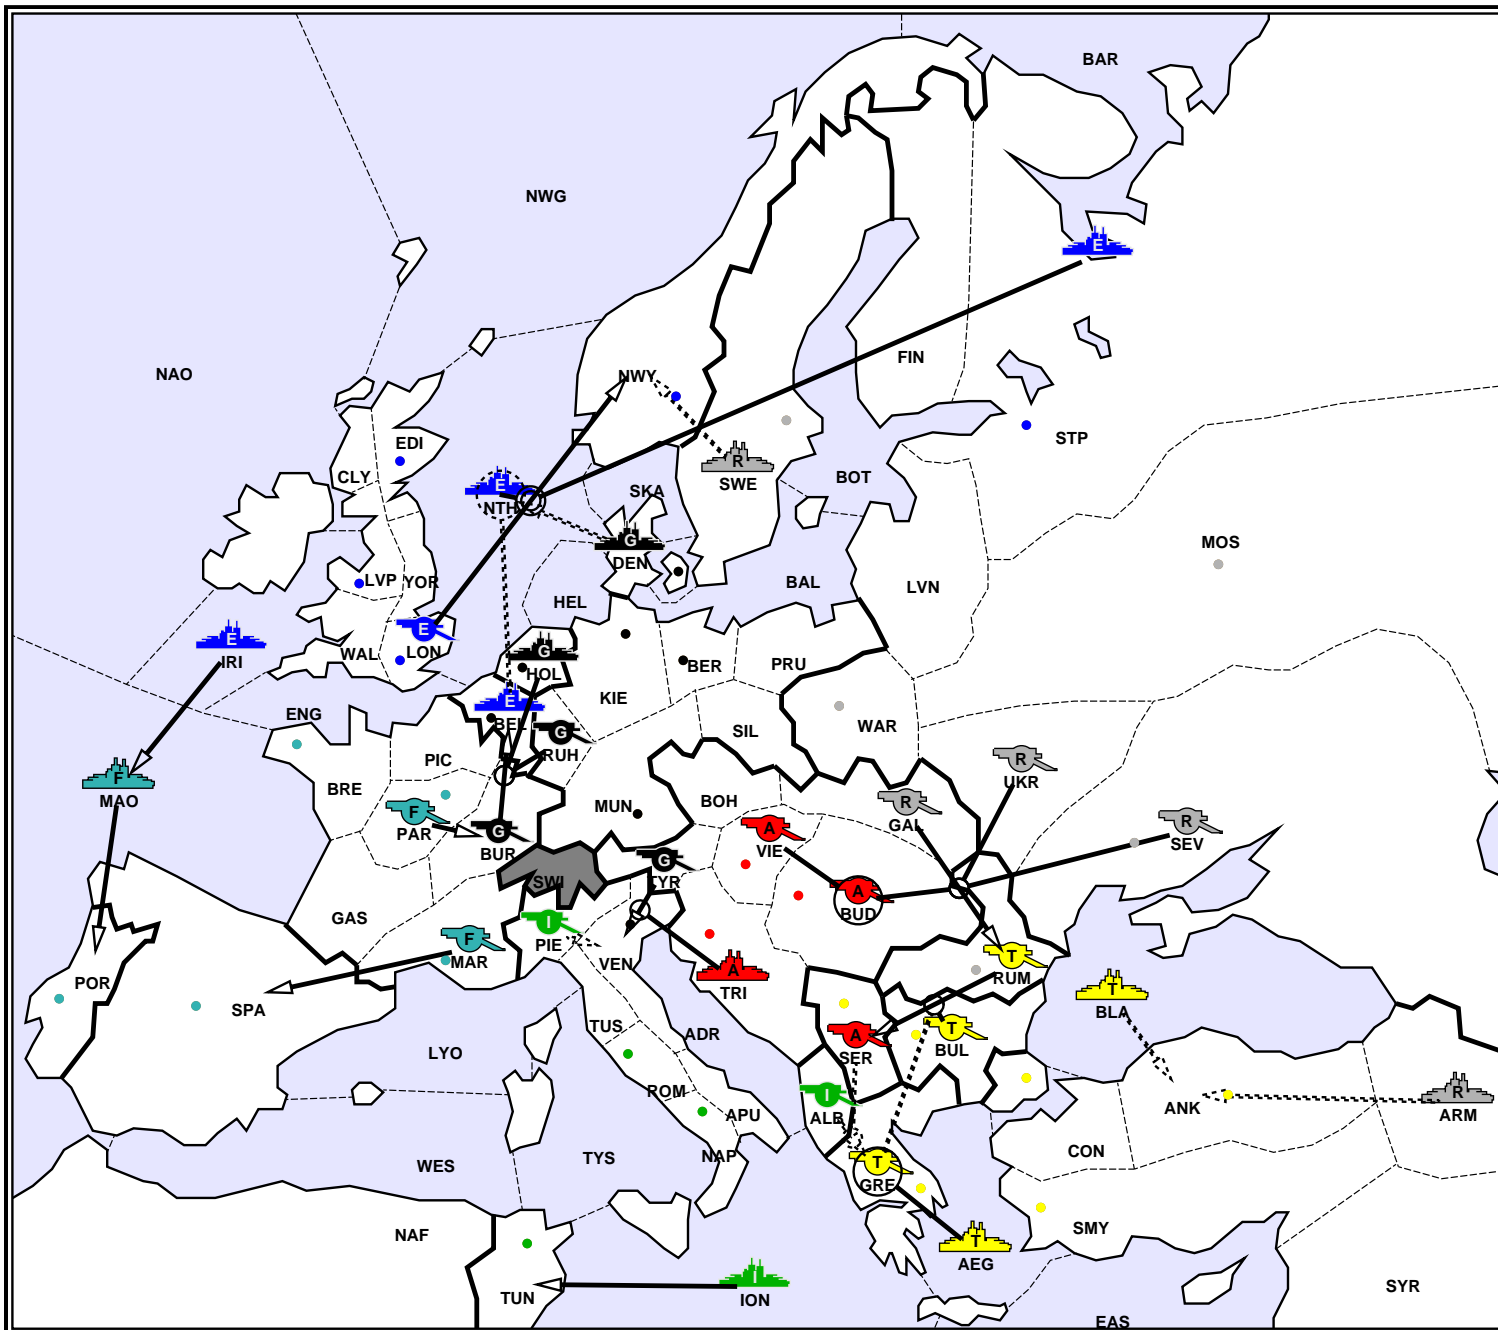 BAR
NWG
E
FIN
NAO
NWY
STP
EDI
R
SWE
CLY
E
NTH
SKA
BOT
MOS
G
DEN
LVP
YOR
BAL
LVN
HEL
E
IRI
E
LON
WAL
G
HOL
KIE
BER
PRU
ENG
E
BEL
G
RUH
SIL
WAR
PIC
R
UKR
F
MAO
BRE
MUN
BOH
F
PAR
R
GAL
G
BUR
A
VIE
R
SEV
G
TYR
SWI
A
BUD
GAS
I
PIE
F
MAR
VEN
T
RUM
POR
SPA
A
TRI
T
BLA
TUS
ADR
A
SER
T
BUL
LYO
ROM
APU
I
ALB
ANK
R
ARM
CON
WES
TYS
NAP
T
GRE
NAF
SMY
T
AEG
I
ION
TUN
SYR
EAS